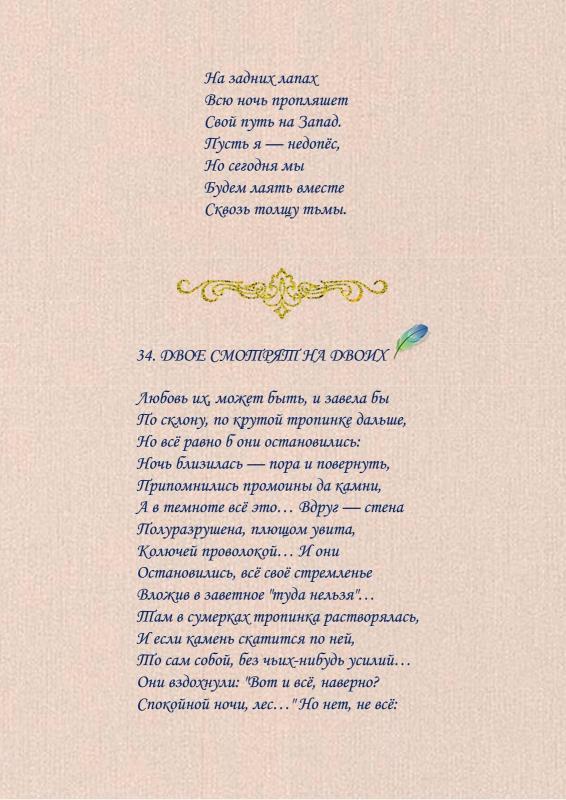 На задних лапах
Всю ночь пропляшет
Свой путь на Запад.
Пусть я — недопёс,
Но сегодня мы
Будем лаять вместе
Сквозь толщу тьмы.
34. ДВОЕ СМОТРЯТ НА ДВОИХ
Любовь их, может быть, и завела бы
По склону, по крутой тропинке дальше,
Но всё равно б они остановились:
Ночь близилась — пора и повернуть,
Припомнились промоины да камни,
А в темноте всё это... Вдруг — стена
Полуразрушена, плющом увита,
Колючей проволокой... И они
Остановились, всё своё стремленье
Вложив в заветное "туда нельзя"...
Там в сумерках тропинка растворялась,
И если камень скатится по ней,
То сам собой, без чьих-нибудь усилий...
Они вздохнули: "Вот и всё, наверно?
Спокойной ночи, лес..." Но нет, не всё: